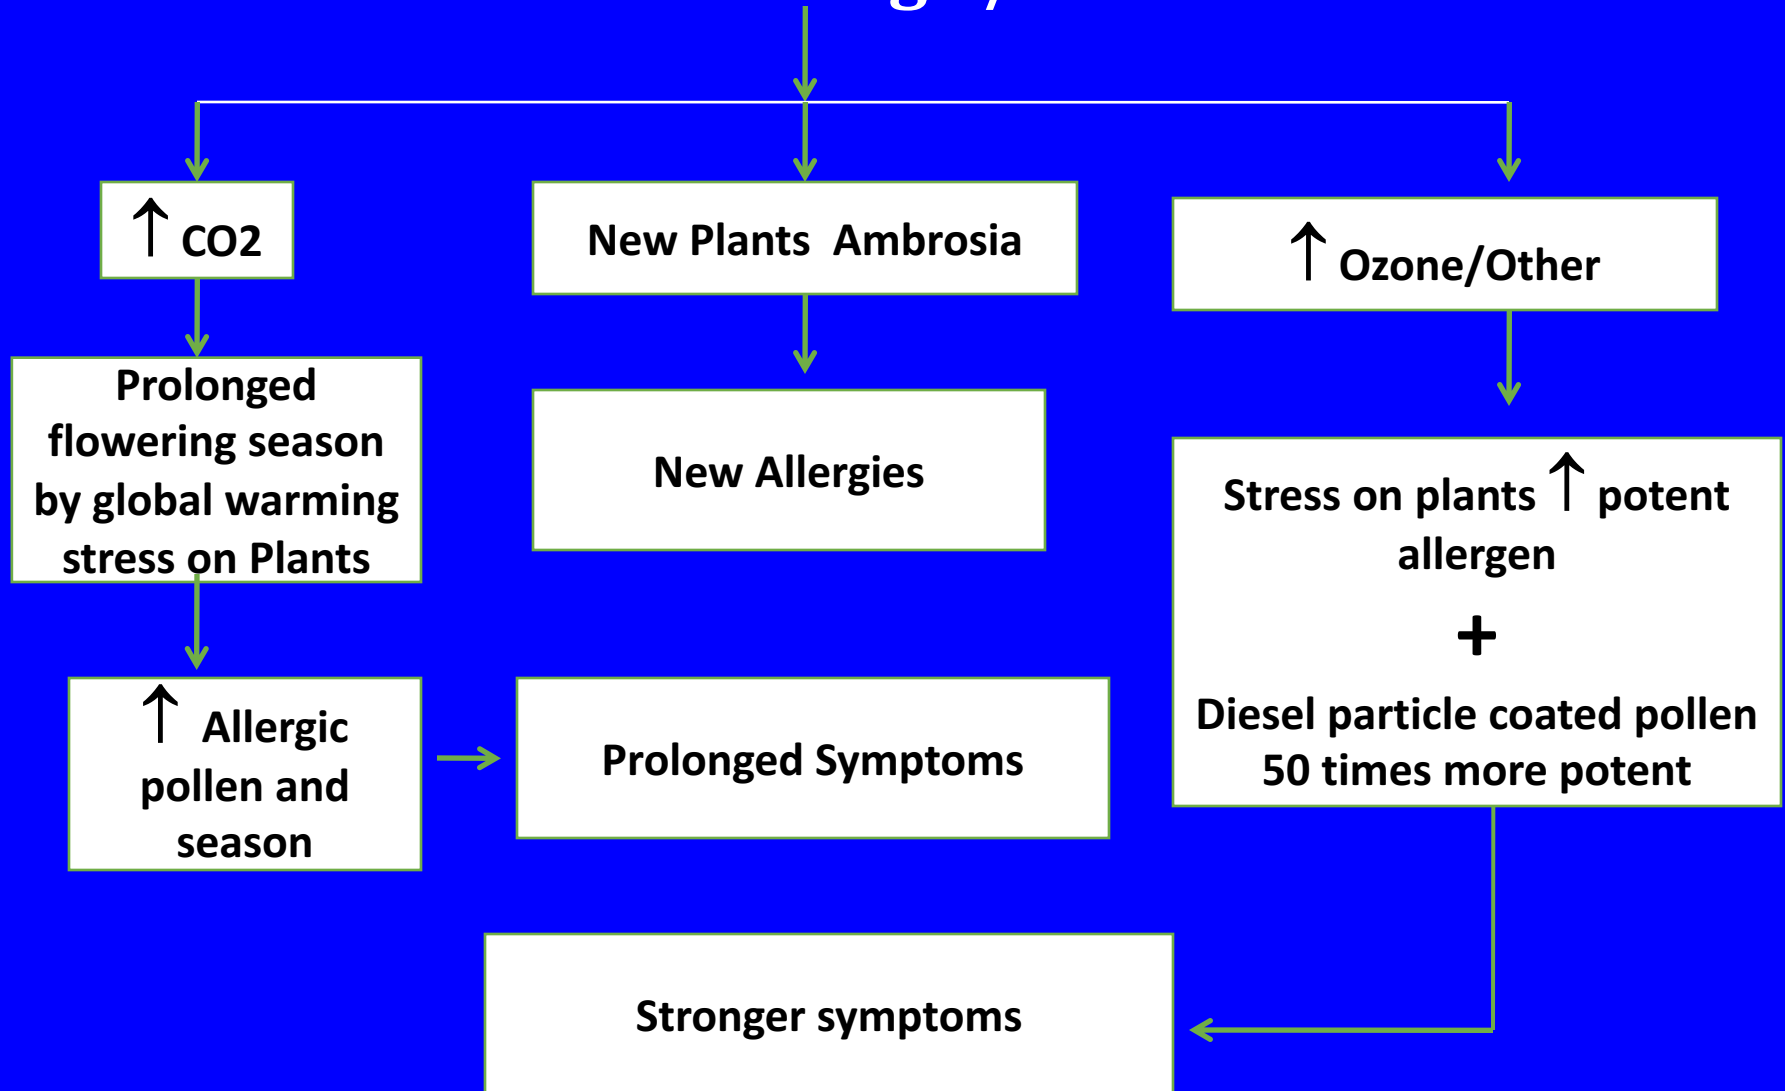 ↑ CO2
New Plants Ambrosia
↑ Ozone/Other
Prolonged
flowering season
by global warming
stress on Plants
New Allergies
Stress on plants ↑ potent
allergen
+
Diesel particle coated pollen
50 times more potent
↑ Allergic
pollen and
season
Prolonged Symptoms
Stronger symptoms